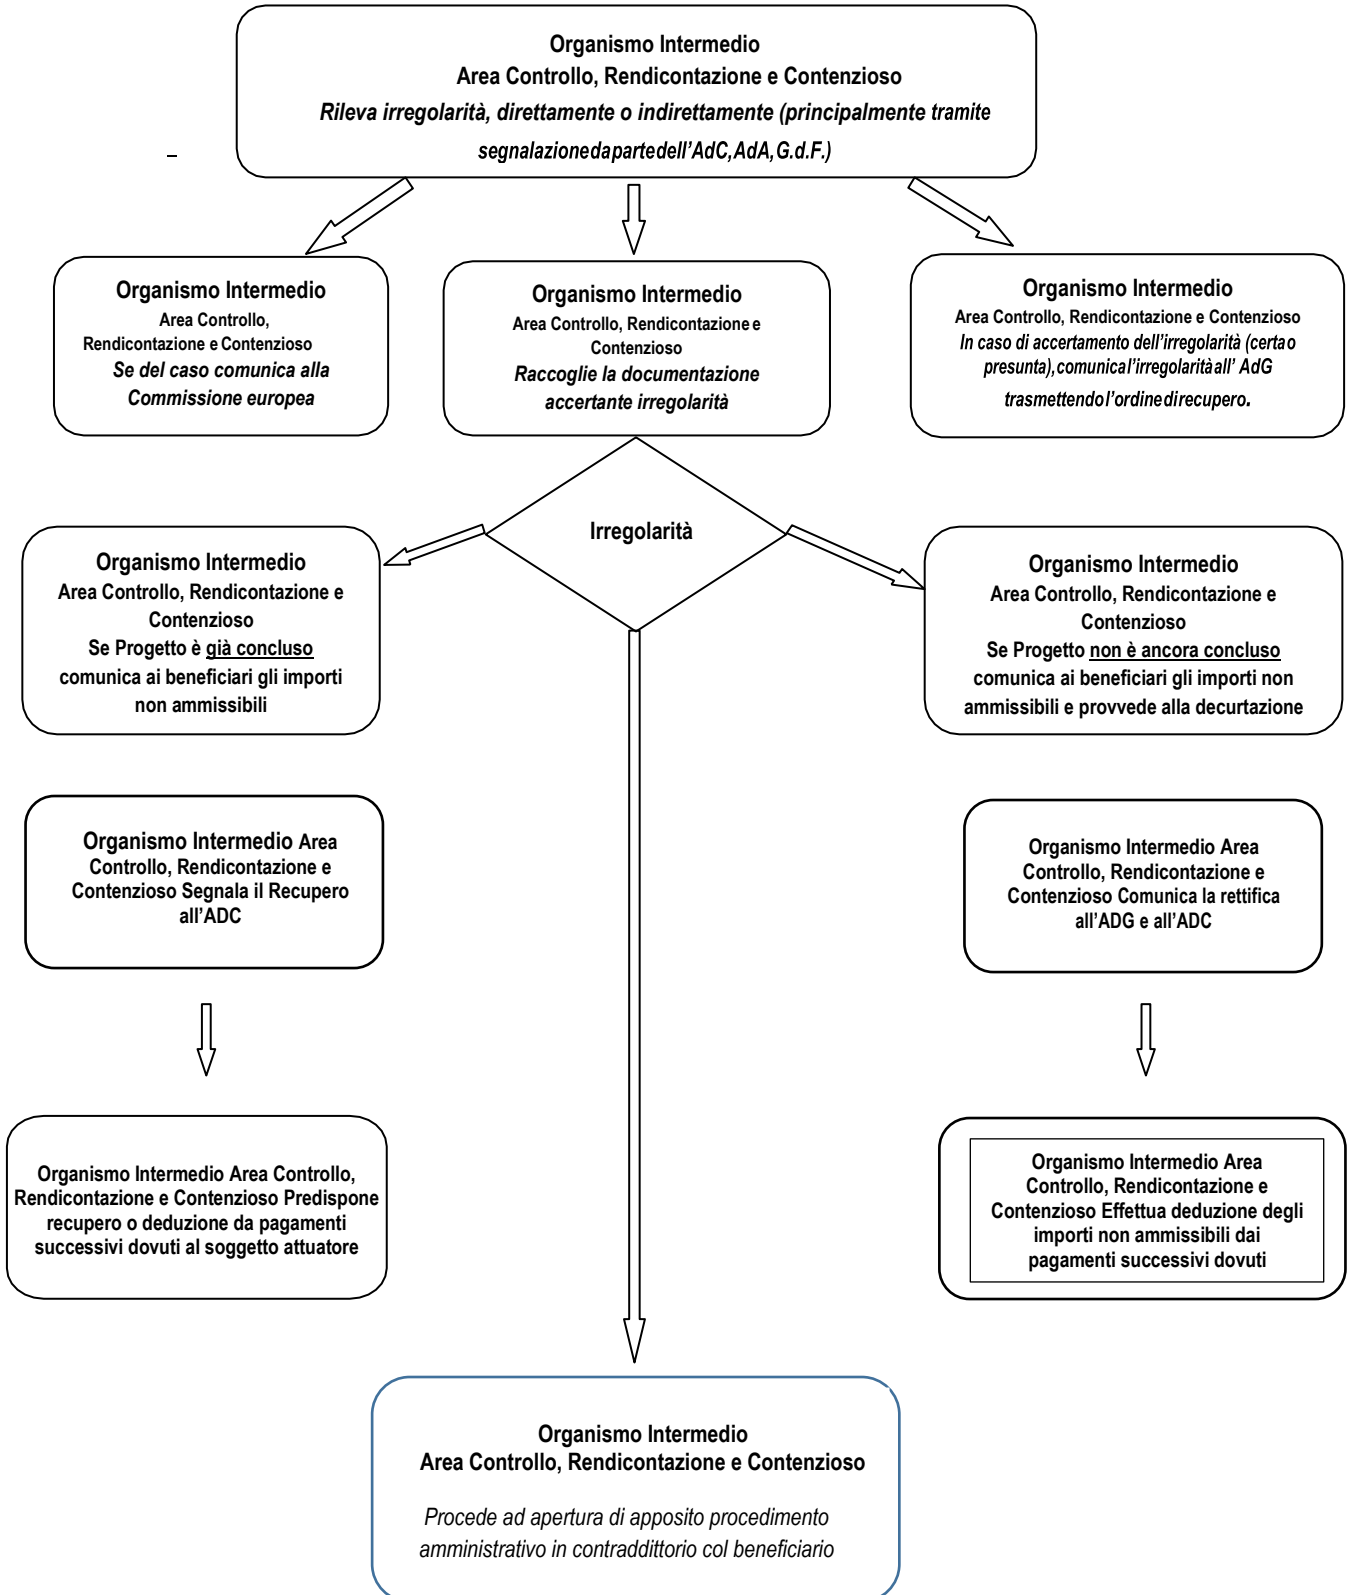 Organismo Intermedio
Area Controllo, Rendicontazione e Contenzioso
Rileva irregolarità, direttamente o indirettamente (principalmente tramite
segnalazione da parte dell’AdC, AdA, G.d.F.)
Organismo Intermedio
Area Controllo,
Rendicontazione e Contenzioso
Se del caso comunica alla
Commissione europea
Organismo Intermedio
Area Controllo, Rendicontazione e
Contenzioso
Raccoglie la documentazione
accertante irregolarità
Organismo Intermedio
Area Controllo, Rendicontazione e Contenzioso
In caso di accertamento dell’irregolarità (certa o
presunta), comunica l’irregolarità all’ AdG
trasmettendo l’ordine di recupero.
Irregolarità
Organismo Intermedio
Area Controllo, Rendicontazione e
Contenzioso
Se Progetto è già concluso
comunica ai beneficiari gli importi
non ammissibili
Organismo Intermedio
Area Controllo, Rendicontazione e
Contenzioso
Se Progetto non è ancora concluso
comunica ai beneficiari gli importi non
ammissibili e provvede alla decurtazione
Organismo Intermedio Area
Controllo, Rendicontazione e
Contenzioso Segnala il Recupero
all’ADC
Organismo Intermedio Area
Controllo, Rendicontazione e
Contenzioso Comunica la rettifica
all’ADG e all’ADC
Organismo Intermedio Area Controllo,
Rendicontazione e Contenzioso Predispone
recupero o deduzione da pagamenti
successivi dovuti al soggetto attuatore
Organismo Intermedio Area
Controllo, Rendicontazione e
Contenzioso Effettua deduzione degli
importi non ammissibili dai
pagamenti successivi dovuti
Organismo Intermedio
Area Controllo, Rendicontazione e Contenzioso
Procede ad apertura di apposito procedimento
amministrativo in contraddittorio col beneficiario